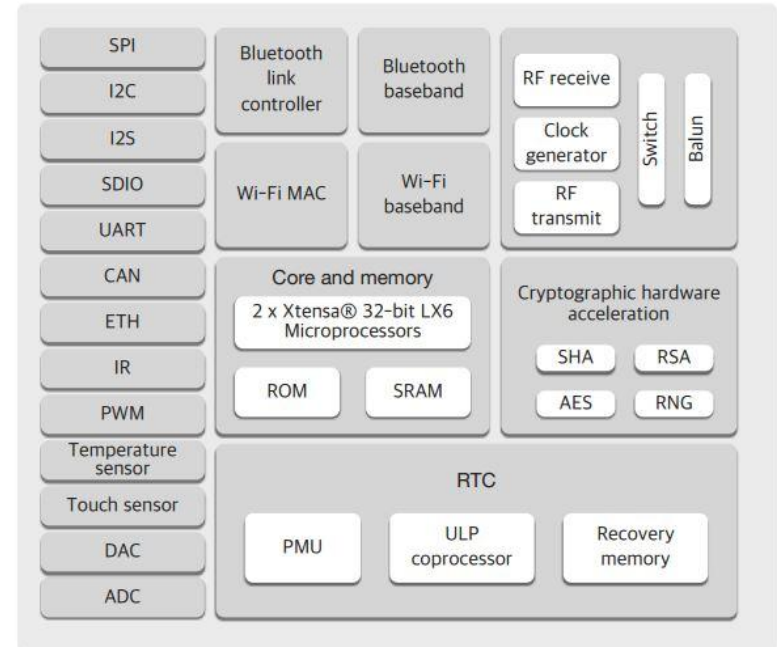 SPI
I2C
I2S
SDIO
UART
CAN
ETH
IR
PWM
Temperature
sensor
Touch sensor
DAC
ADC
Bluetooth
link
controller
Bluetooth
baseband
Wi-Fi MAC
Wi-Fi
baseband
RF receive
Clock
generator
RF
transmit
Switch
Balun
Core and memory
2 x Xtensa® 32-bit LX6
Microprocessors
ROM
SRAM
Cryptographic hardware
acceleration
SHA
RSA
AES
RNG
RTC
PMU
ULP
coprocessor
Recovery
memory